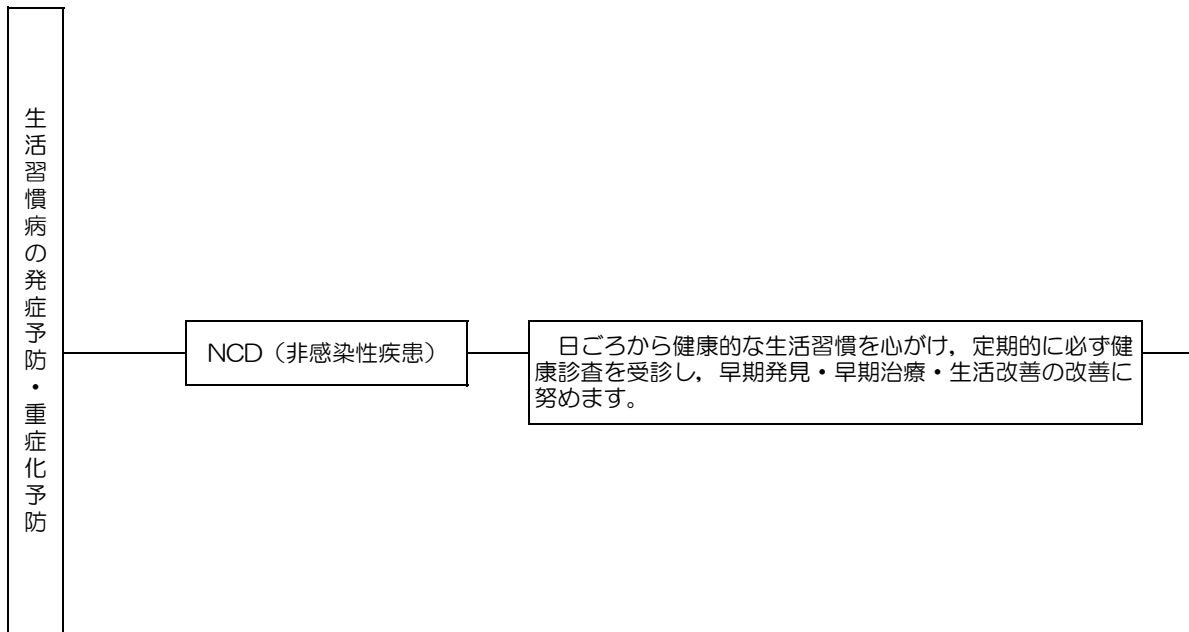 生活習慣病の発症予防・重症化予防
NCD（非感染性疾患）
日ごろから健康的な生活習慣を心がけ，定期的に必ず健
康診査を受診し，早期発見・早期治療・生活改善の改善に
努めます。